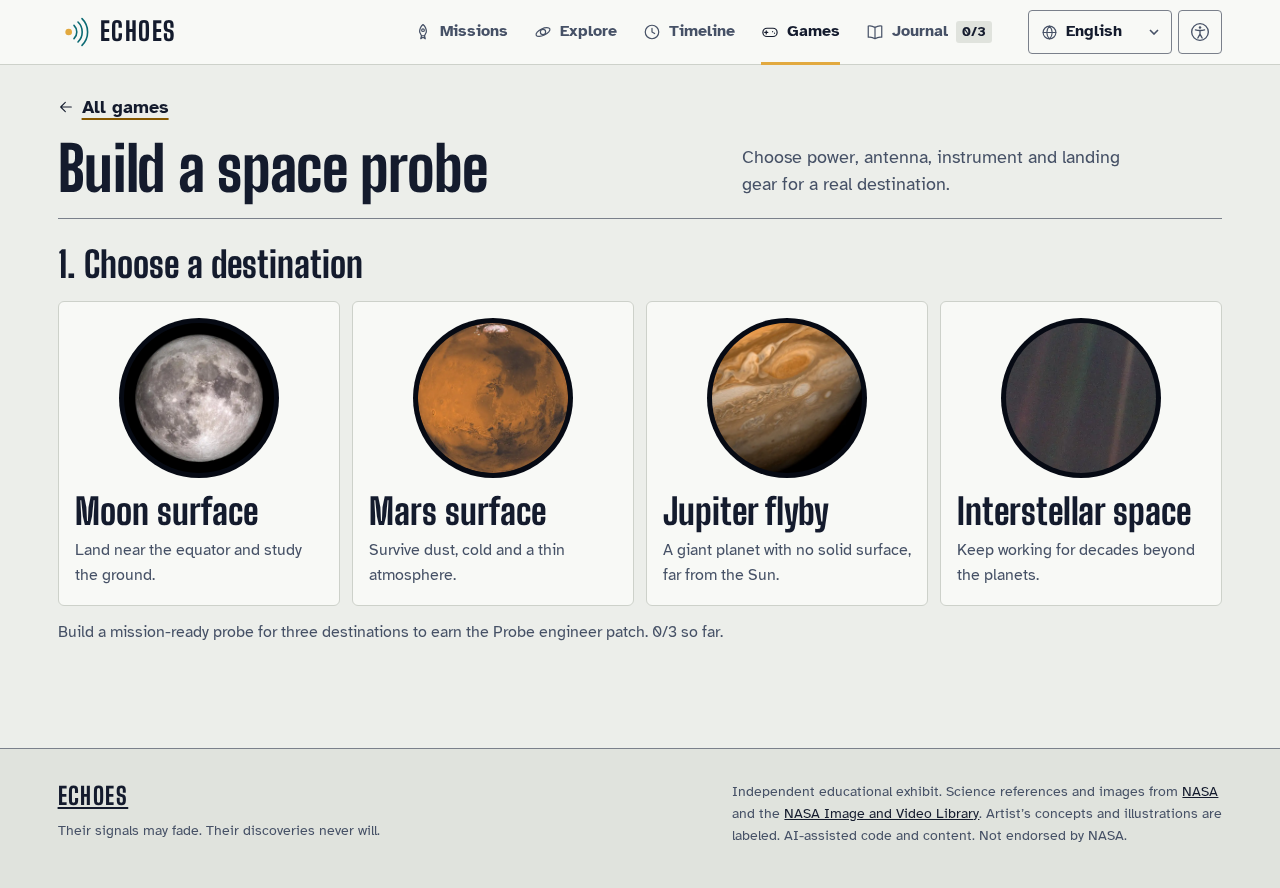 ECHOES
Missions
Explore
Timeline
Games
Journal 0/3
English
← All games
Build a space probe
Choose power, antenna, instrument and landing
gear for a real destination.
1. Choose a destination
Moon surface
Land near the equator and study
the ground.
Mars surface
Survive dust, cold and a thin
atmosphere.
Jupiter flyby
A giant planet with no solid surface,
far from the Sun.
Interstellar space
Keep working for decades beyond
the planets.
Build a mission-ready probe for three destinations to earn the Probe engineer patch. 0/3 so far.
ECHOES
Their signals may fade. Their discoveries never will.
Independent educational exhibit. Science references and images from NASA
and the NASA Image and Video Library. Artist’s concepts and illustrations are
labeled. AI-assisted code and content. Not endorsed by NASA.